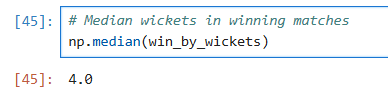 [45]: # Median wickets in winning matches
np.median(win_by_wickets)
[45]: 4.0